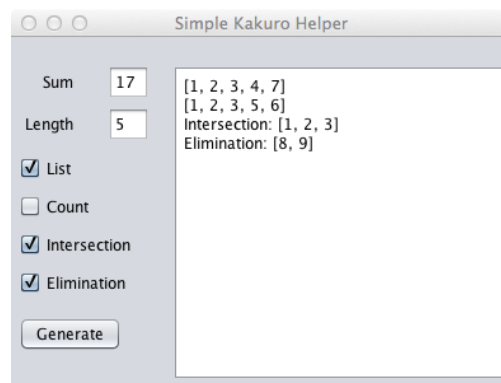 Simple Kakuro Helper
Sum 17
Length 5
List
Count
Intersection
Elimination
Generate
[1, 2, 3, 4, 7]
[1, 2, 3, 5, 6]
Intersection: [1, 2, 3]
Elimination: [8, 9]